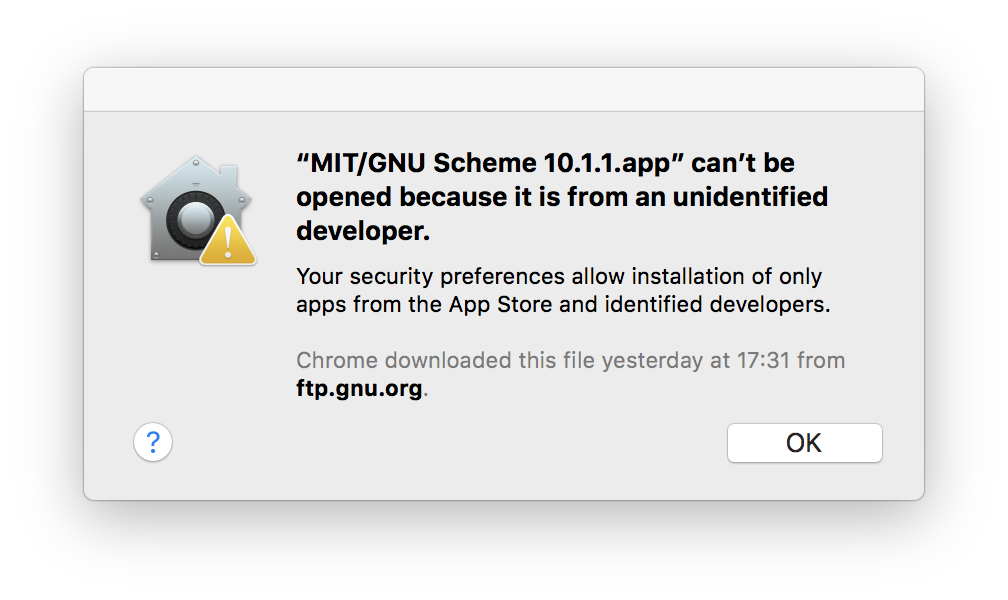 “MIT/GNU Scheme 10.1.1.app” can’t be
opened because it is from an unidentified
developer.
Your security preferences allow installation of only
apps from the App Store and identified developers.
Chrome downloaded this file yesterday at 17:31 from
ftp.gnu.org.
?
OK